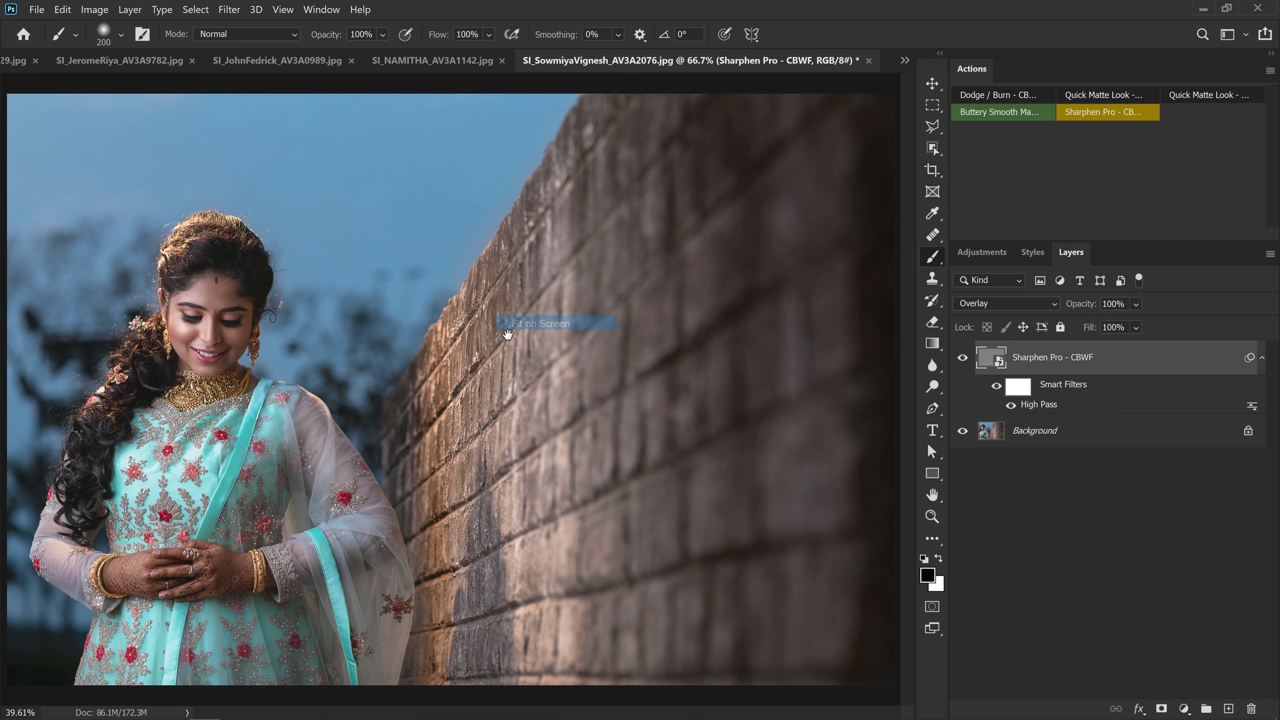 Ps File Edit Image Layer Type Select Filter 3D View Window Help
200 Mode: Normal Opacity: 100% Flow: 100% Smoothing: 0% 0°
29.jpg × SI_JeromeRiya_AV3A9782.jpg × SI_JohnFedrick_AV3A0989.jpg × SI_NAMITHA_AV3A1142.jpg × SI_SowmiyaVignesh_AV3A2076.jpg @ 66.7% (Sharphen Pro - CBWF, RGB/8#) * ×
Actions
Dodge / Burn - CB... Quick Matte Look -... Quick Matte Look - ...
Buttery Smooth Ma... Sharphen Pro - CB...
Fit on Screen
Adjustments Styles Layers
Kind
Overlay Opacity: 100%
Lock: Fill: 100%
Sharphen Pro - CBWF
Smart Filters
High Pass
Background
39.61% Doc: 86.1M/172.3M